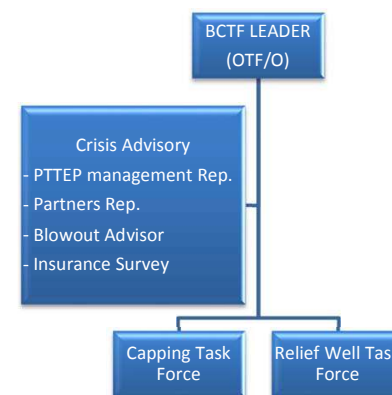 BCTF LEADER
(OTF/O)
Crisis Advisory
- PTTEP management Rep.
- Partners Rep.
- Blowout Advisor
- Insurance Survey
Capping Task
Force
Relief Well Tas
Force